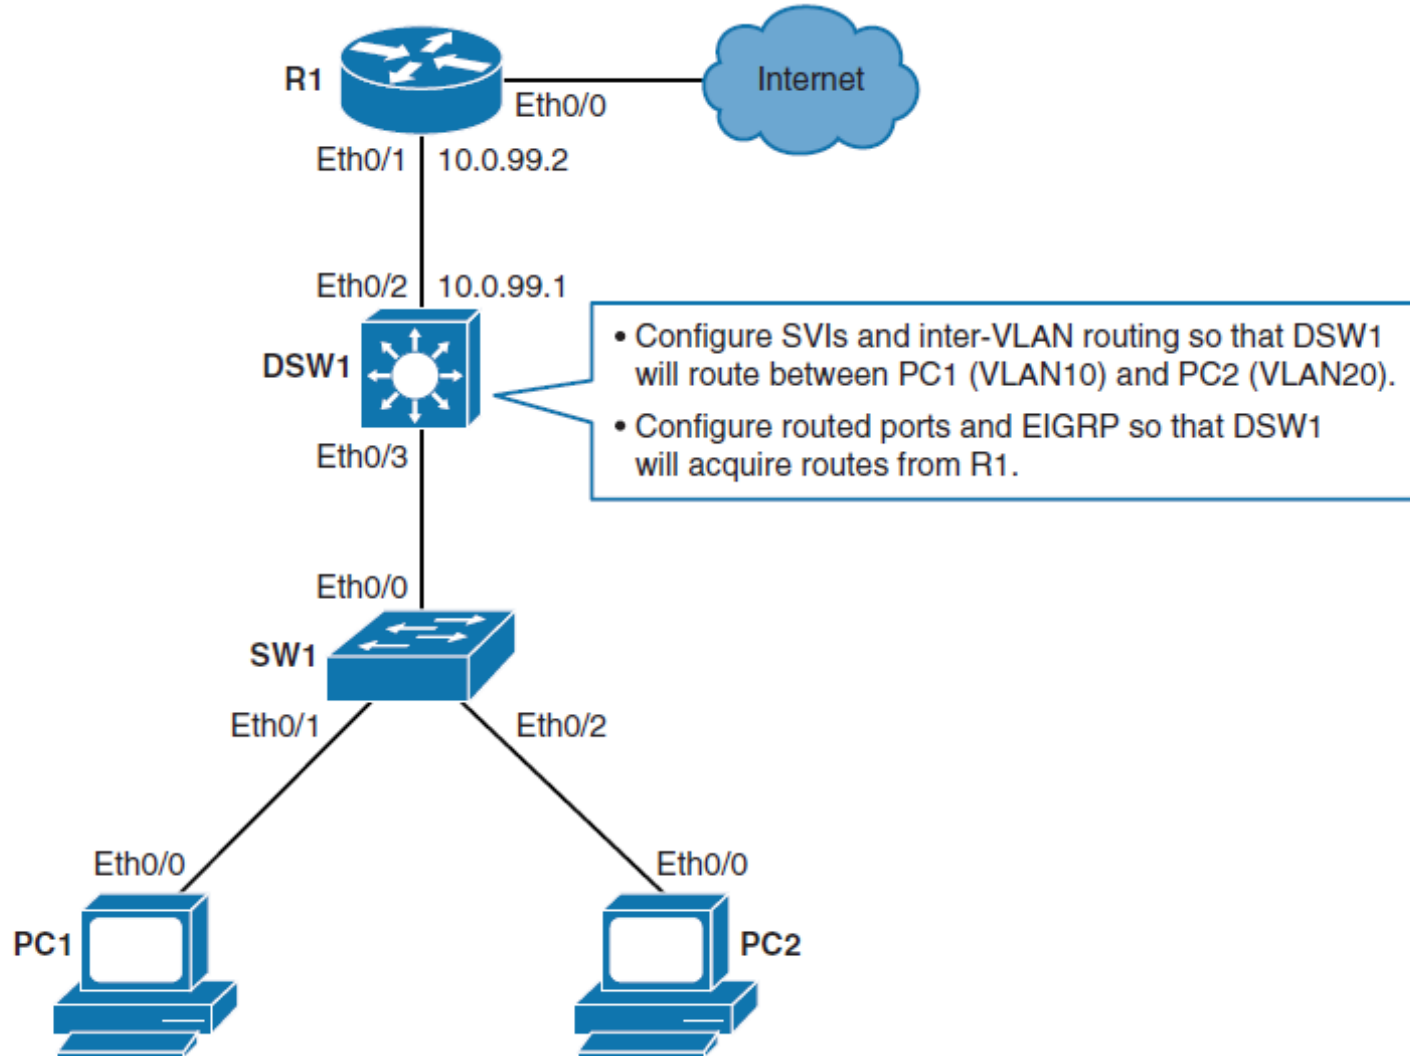 R1
Internet
Eth0/0
Eth0/1 10.0.99.2
Eth0/2 10.0.99.1
DSW1
• Configure SVIs and inter-VLAN routing so that DSW1
will route between PC1 (VLAN10) and PC2 (VLAN20).
• Configure routed ports and EIGRP so that DSW1
will acquire routes from R1.
Eth0/3
Eth0/0
SW1
Eth0/1
Eth0/2
Eth0/0
Eth0/0
PC1
PC2